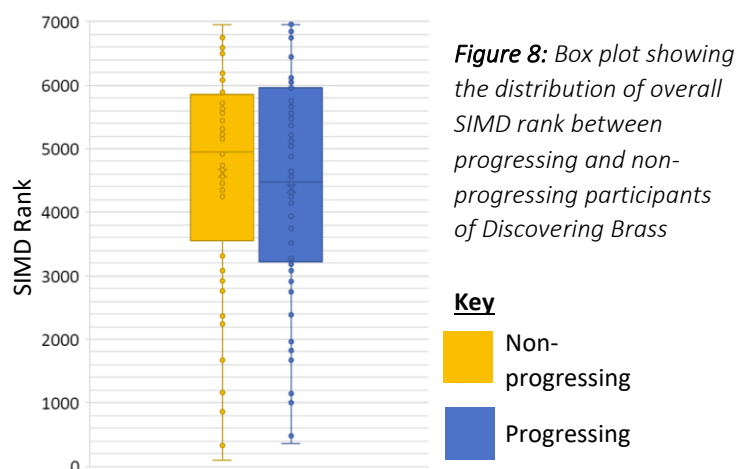 7000
6000
5000
4000
3000
2000
1000
0
SIMD Rank
Figure 8: Box plot showing
the distribution of overall
SIMD rank between
progressing and non-
progressing participants
of Discovering Brass
Key
Non-
progressing
Progressing